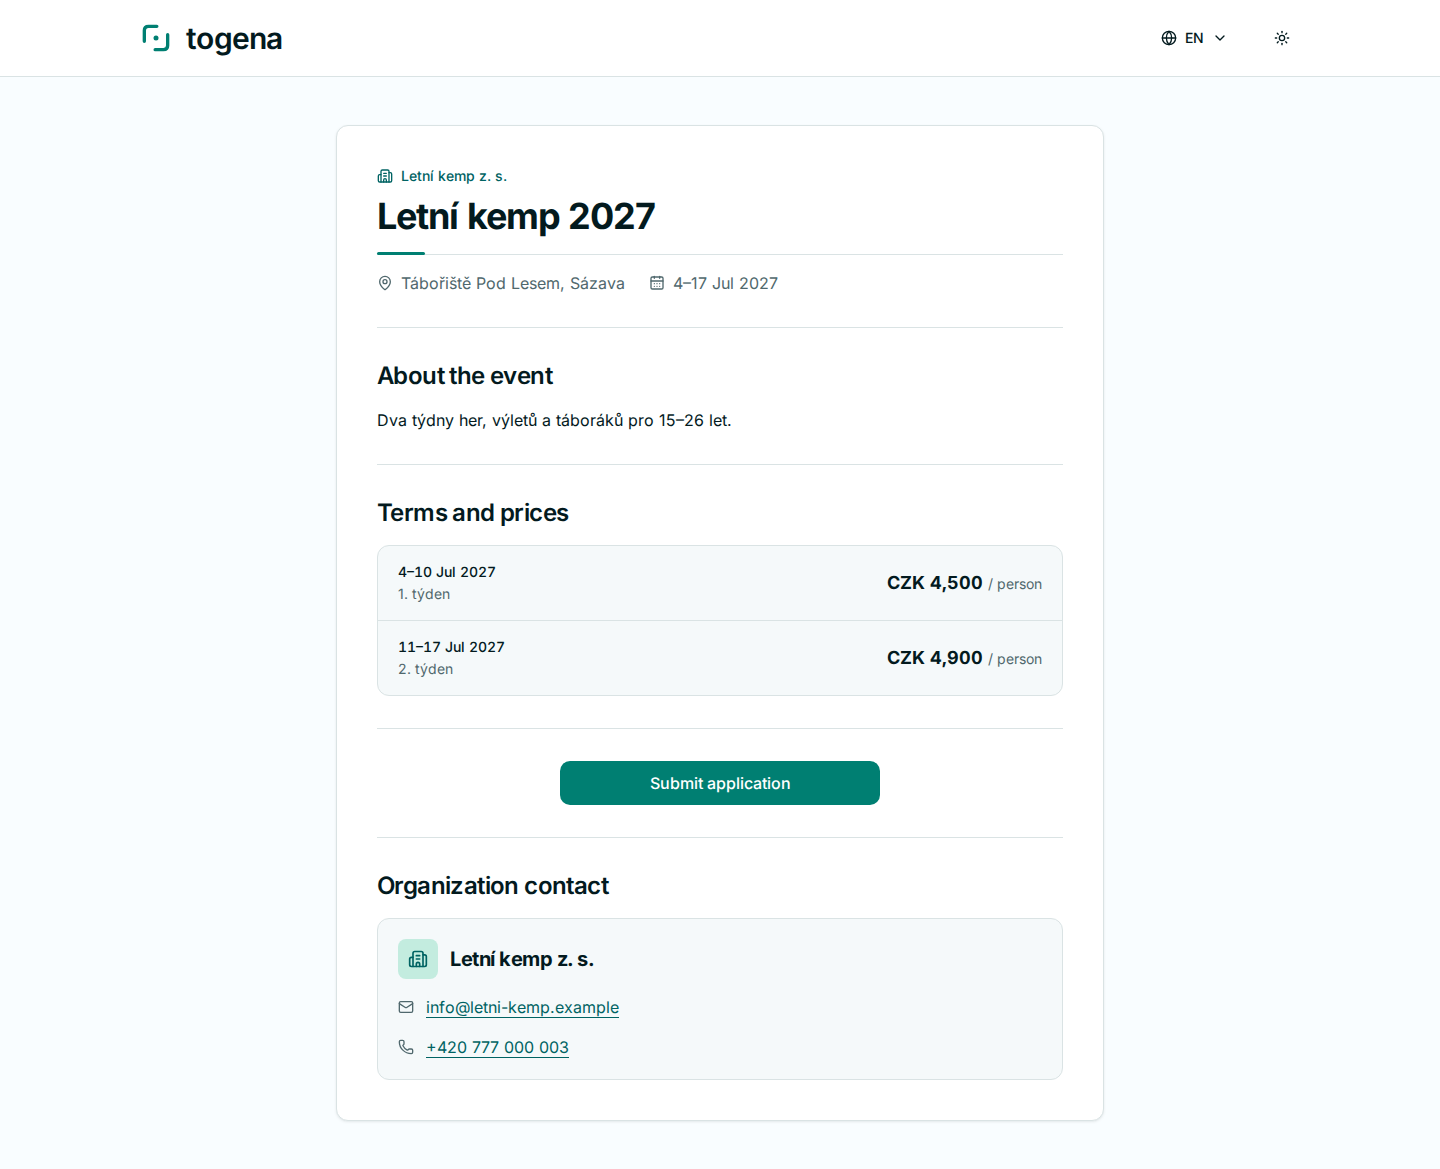 togena
EN
Letní kemp z. s.
Letní kemp 2027
Tábořiště Pod Lesem, Sázava
4–17 Jul 2027
About the event
Dva týdny her, výletů a táboráků pro 15–26 let.
Terms and prices
4–10 Jul 2027
1. týden
CZK 4,500 / person
11–17 Jul 2027
2. týden
CZK 4,900 / person
Submit application
Organization contact
Letní kemp z. s.
info@letni-kemp.example
+420 777 000 003